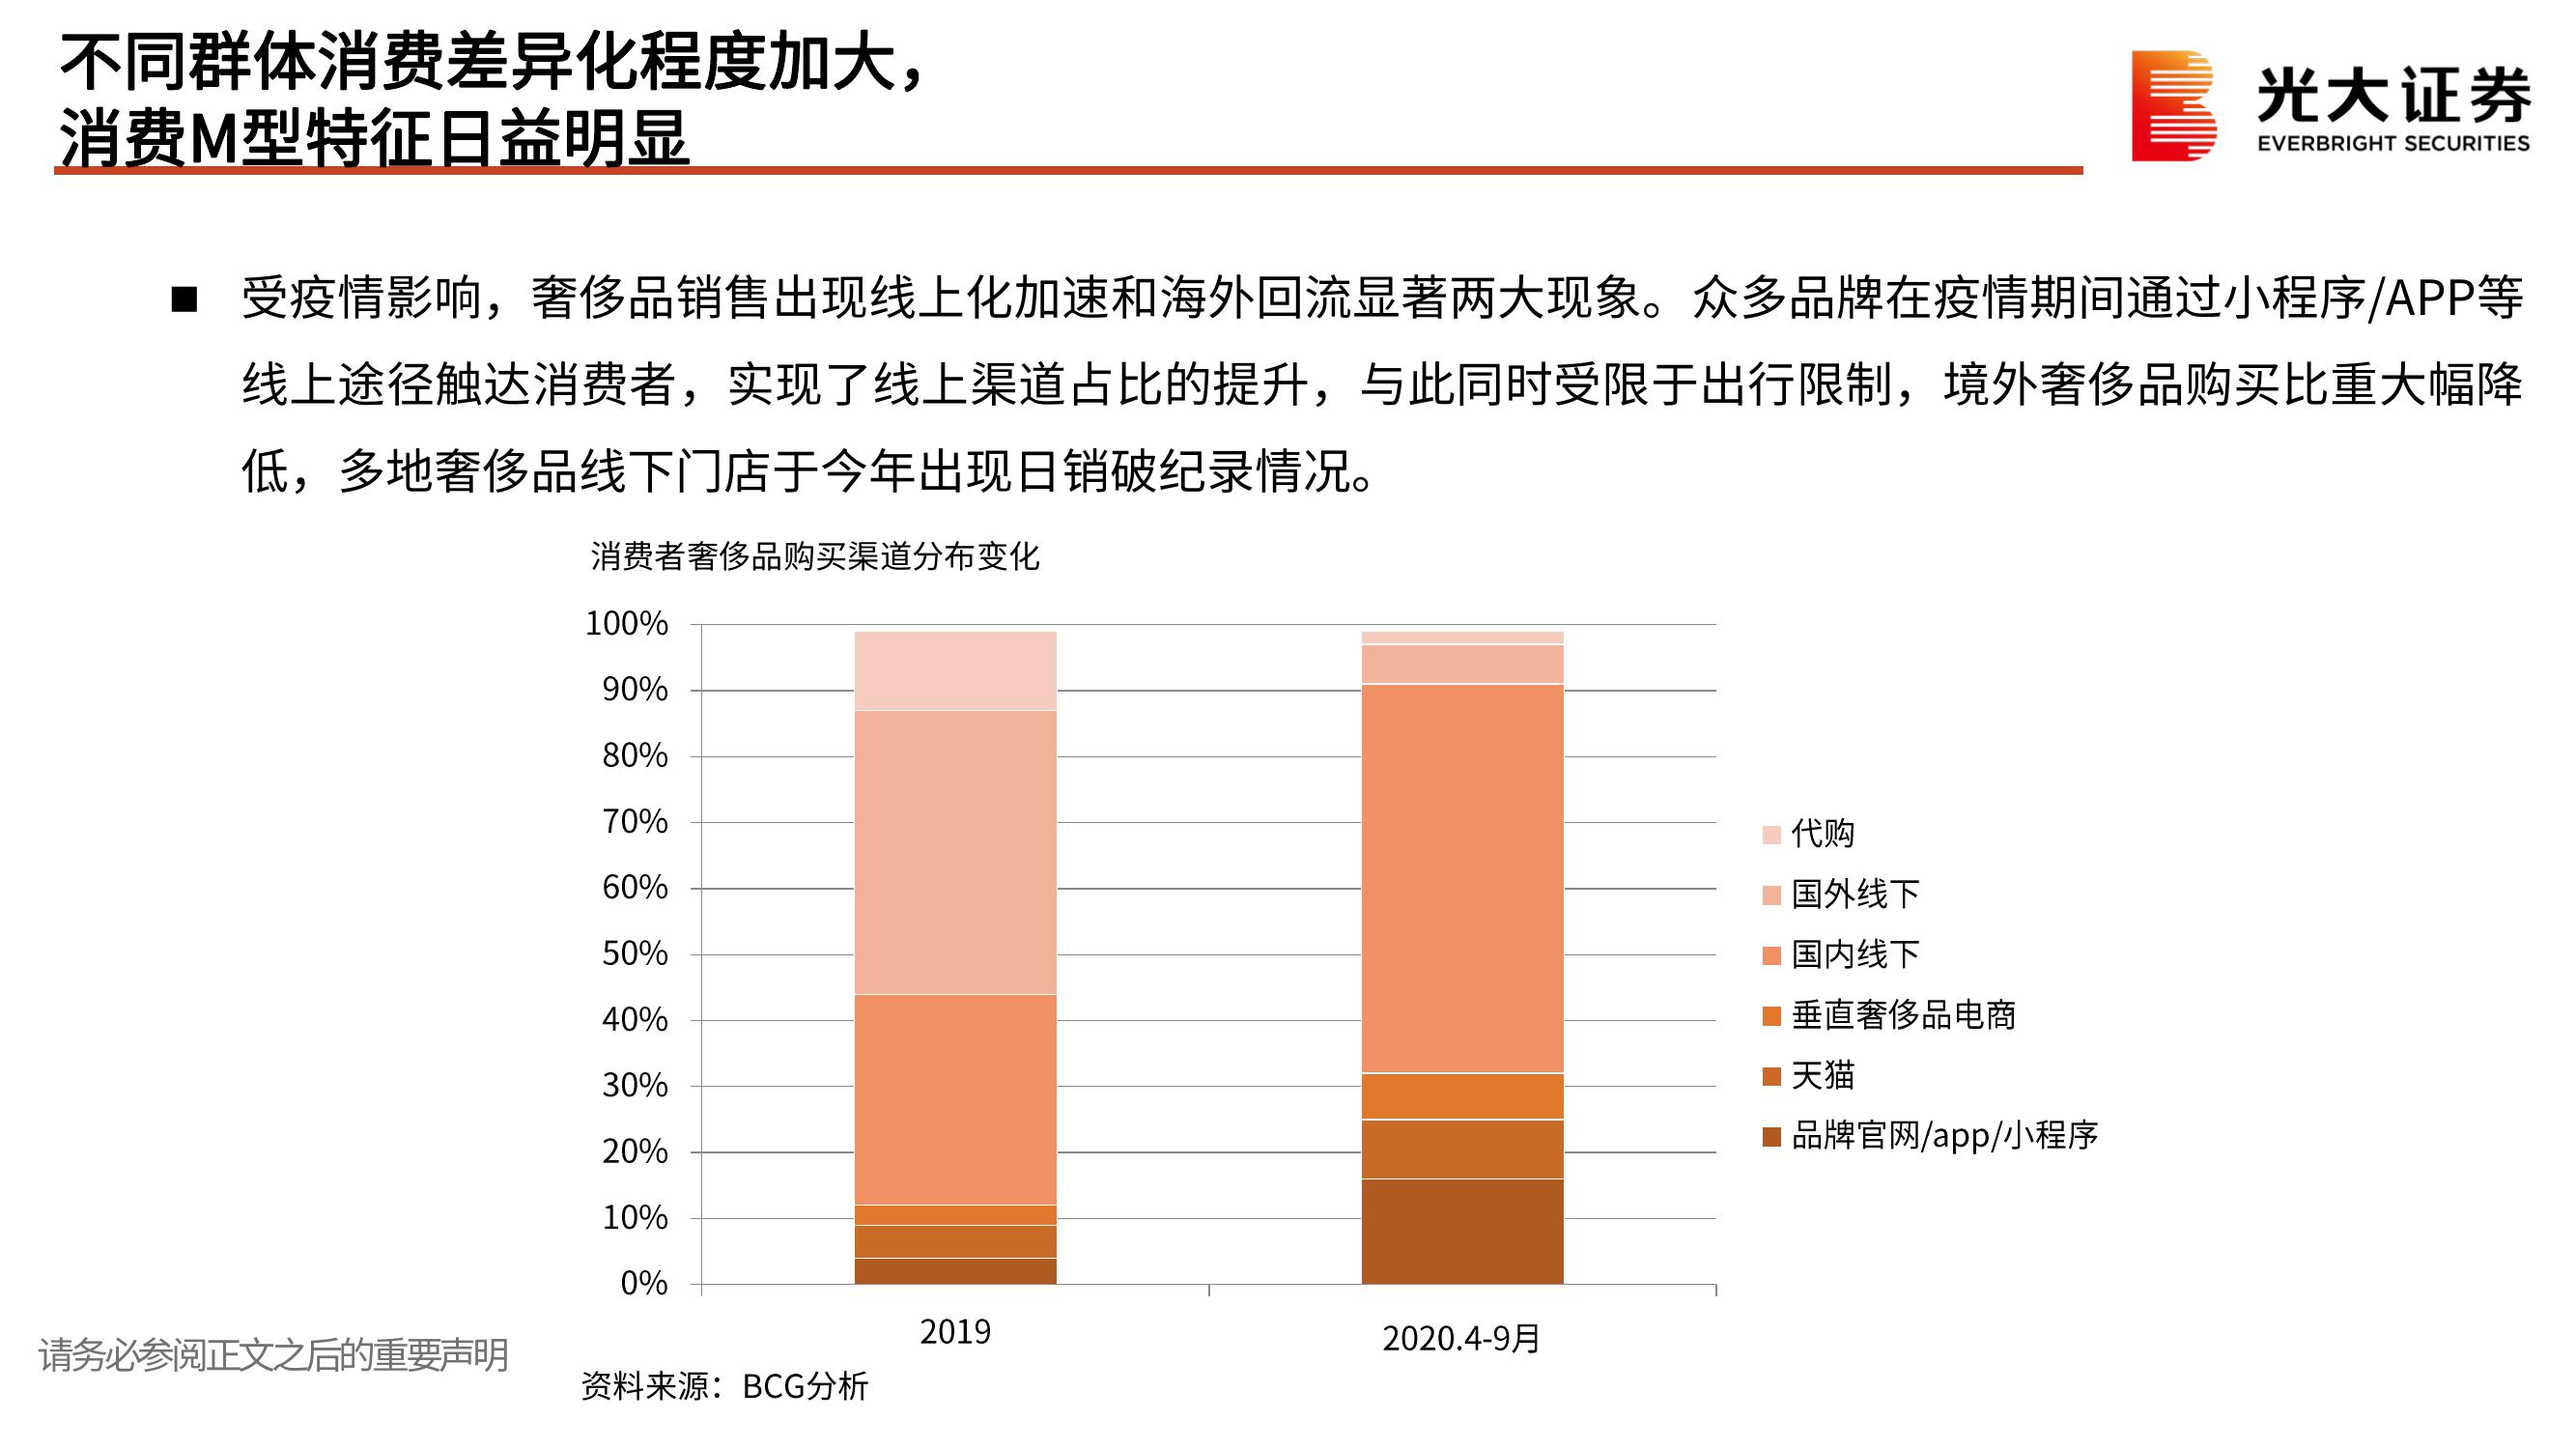 不同群体消费差异化程度加大，
消费M型特征日益明显
光大证券
EVERBRIGHT SECURITIES
■ 受疫情影响，奢侈品销售出现线上化加速和海外回流显著两大现象。众多品牌在疫情期间通过小程序/APP等
线上途径触达消费者，实现了线上渠道占比的提升，与此同时受限于出行限制，境外奢侈品购买比重大幅降
低，多地奢侈品线下门店于今年出现日销破纪录情况。
消费者奢侈品购买渠道分布变化
100%
90%
80%
70%
60%
50%
40%
30%
20%
10%
0%
2019
2020.4-9月
代购
国外线下
国内线下
垂直奢侈品电商
天猫
品牌官网/app/小程序
请务必参阅正文之后的重要声明
资料来源：BCG分析